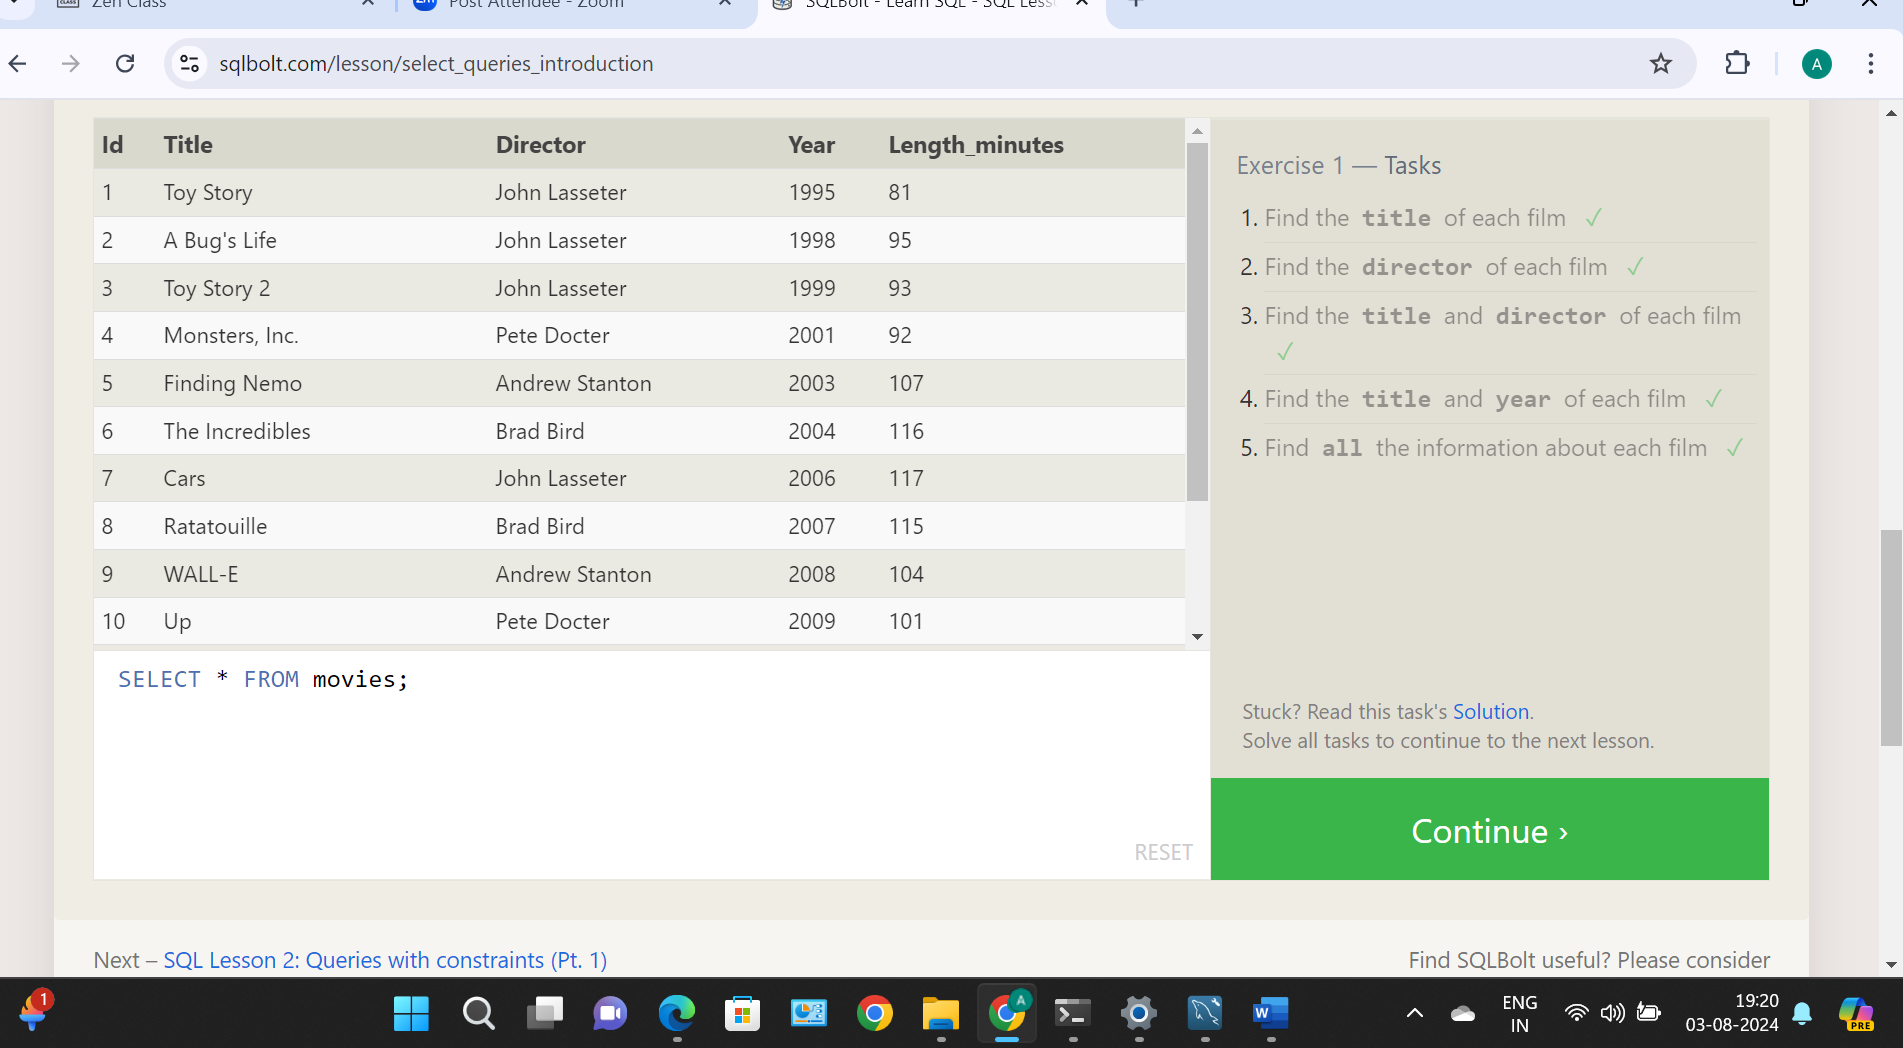 Zen Class
Post Attendee - Zoom
SQLBolt - Learn SQL - SQL Less
sqlbolt.com/lesson/select_queries_introduction
A
Id Title Director Year Length_minutes
1 Toy Story John Lasseter 1995 81
2 A Bug's Life John Lasseter 1998 95
3 Toy Story 2 John Lasseter 1999 93
4 Monsters, Inc. Pete Docter 2001 92
5 Finding Nemo Andrew Stanton 2003 107
6 The Incredibles Brad Bird 2004 116
7 Cars John Lasseter 2006 117
8 Ratatouille Brad Bird 2007 115
9 WALL-E Andrew Stanton 2008 104
10 Up Pete Docter 2009 101
SELECT * FROM movies;
RESET
Exercise 1 — Tasks
1. Find the title of each film ✓
2. Find the director of each film ✓
3. Find the title and director of each film
✓
4. Find the title and year of each film ✓
5. Find all the information about each film ✓
Stuck? Read this task's Solution.
Solve all tasks to continue to the next lesson.
Continue ›
Next – SQL Lesson 2: Queries with constraints (Pt. 1)
Find SQLBolt useful? Please consider
1
A
W
ENG
IN
19:20
03-08-2024
PRE